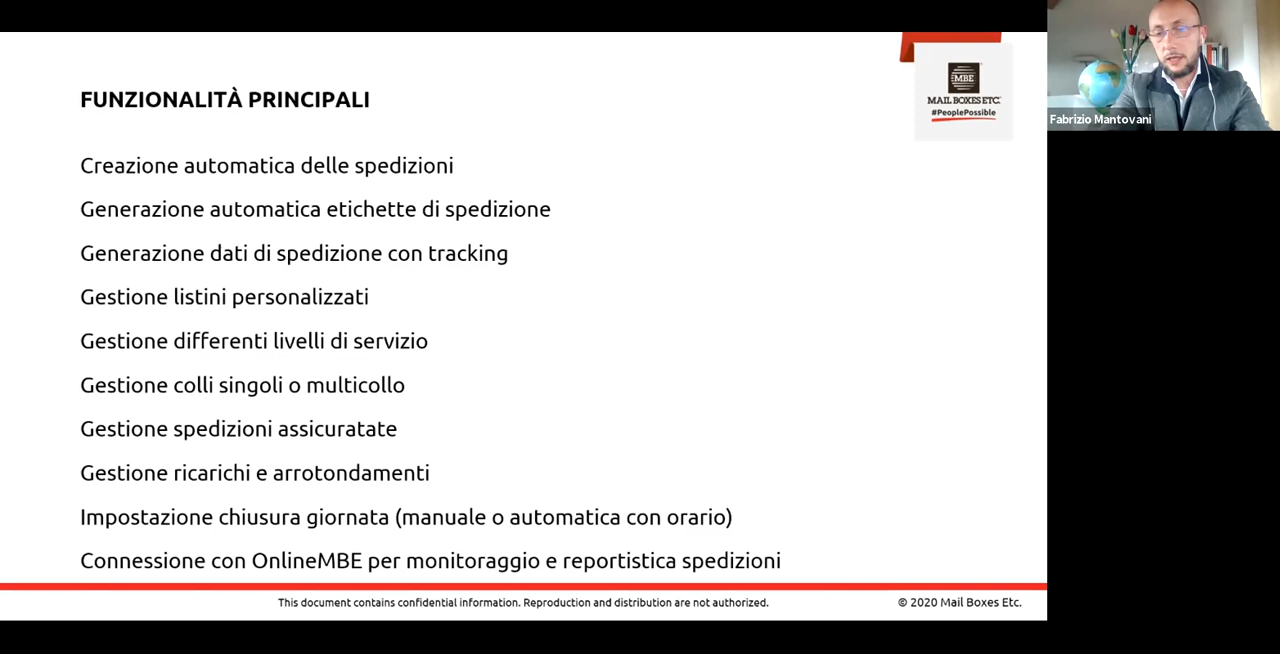 FUNZIONALITÀ PRINCIPALI
MBE
MAIL BOXES ETC.
#PeoplePossible
Fabrizio Mantovani
Creazione automatica delle spedizioni
Generazione automatica etichette di spedizione
Generazione dati di spedizione con tracking
Gestione listini personalizzati
Gestione differenti livelli di servizio
Gestione colli singoli o multicollo
Gestione spedizioni assicuratate
Gestione ricarichi e arrotondamenti
Impostazione chiusura giornata (manuale o automatica con orario)
Connessione con OnlineMBE per monitoraggio e reportistica spedizioni
This document contains confidential information. Reproduction and distribution are not authorized.
© 2020 Mail Boxes Etc.